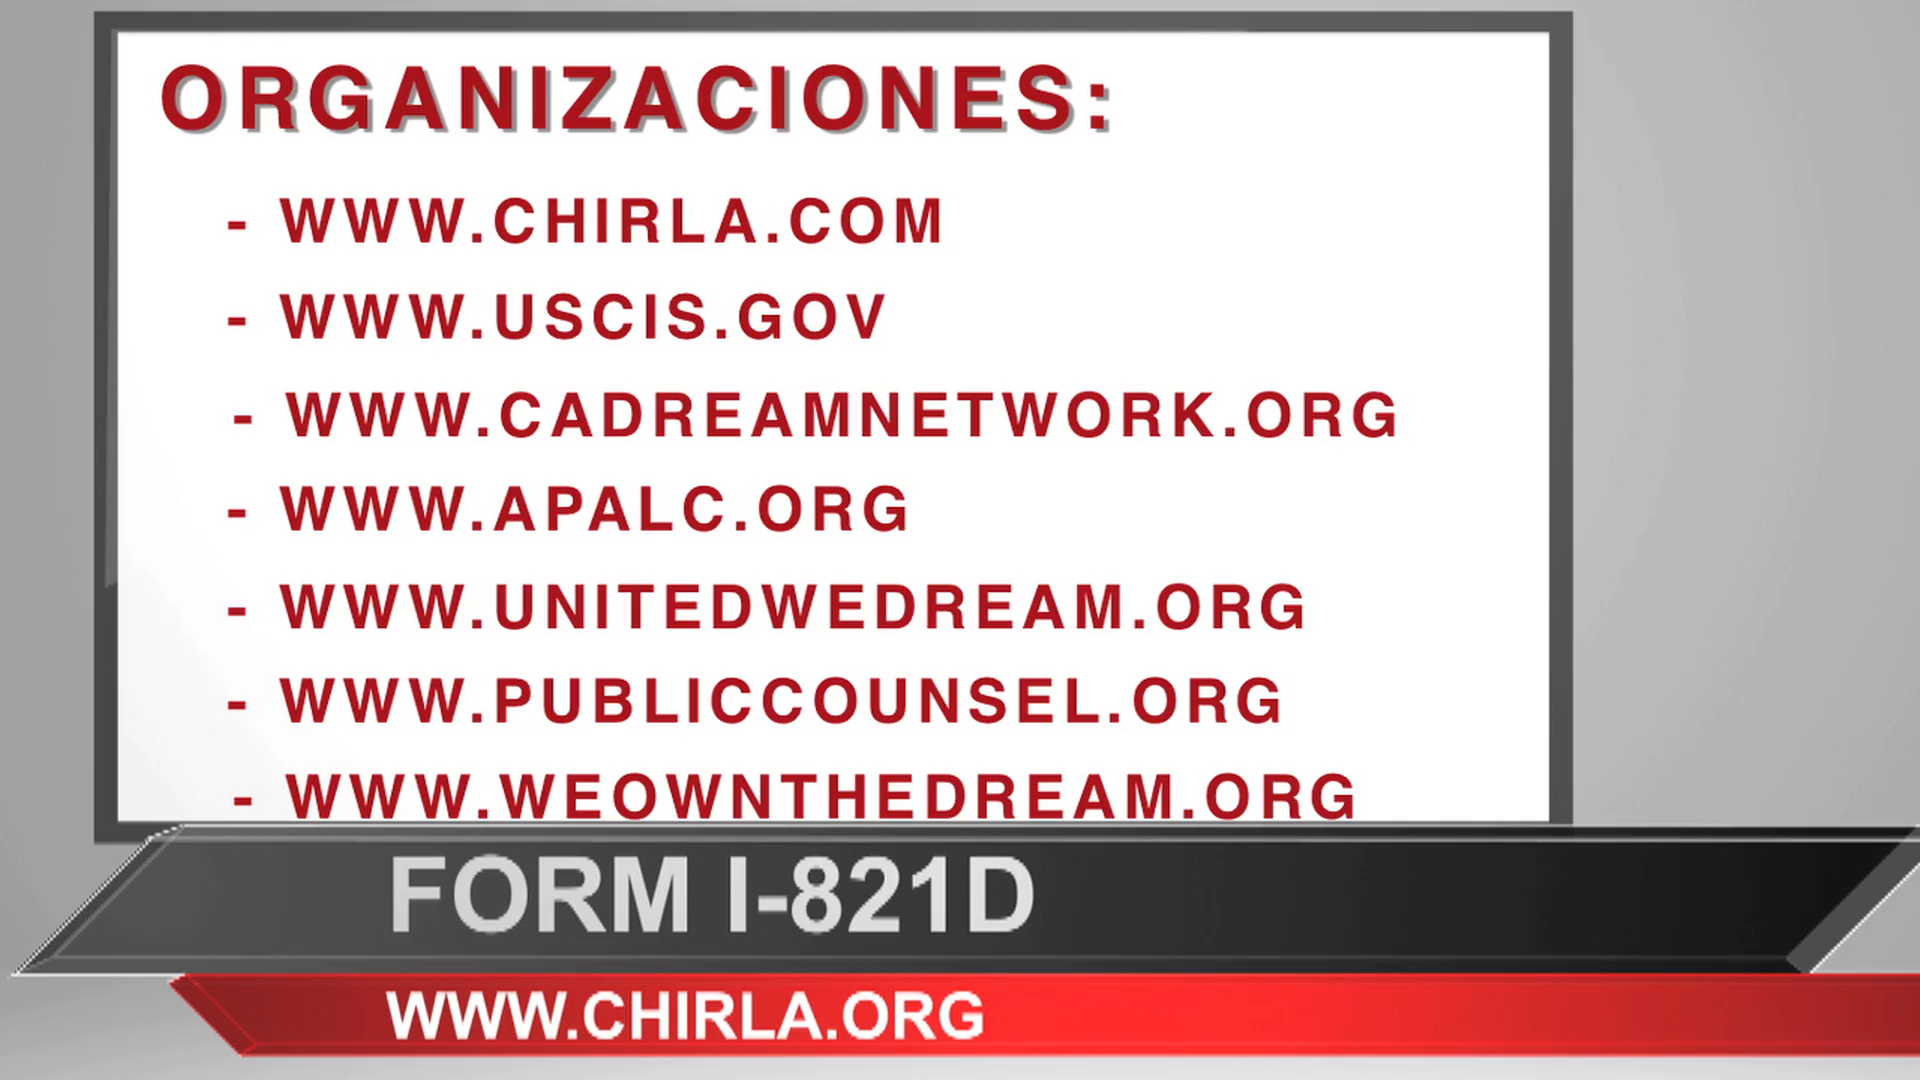 ORGANIZACIONES:
- WWW.CHIRLA.COM
- WWW.USCIS.GOV
- WWW.CADREAMNETWORK.ORG
- WWW.APALC.ORG
- WWW.UNITEDWEDREAM.ORG
- WWW.PUBLICCOUNSEL.ORG
- WWW.WEOWNTHEDREAM.ORG
FORM I-821D
WWW.CHIRLA.ORG